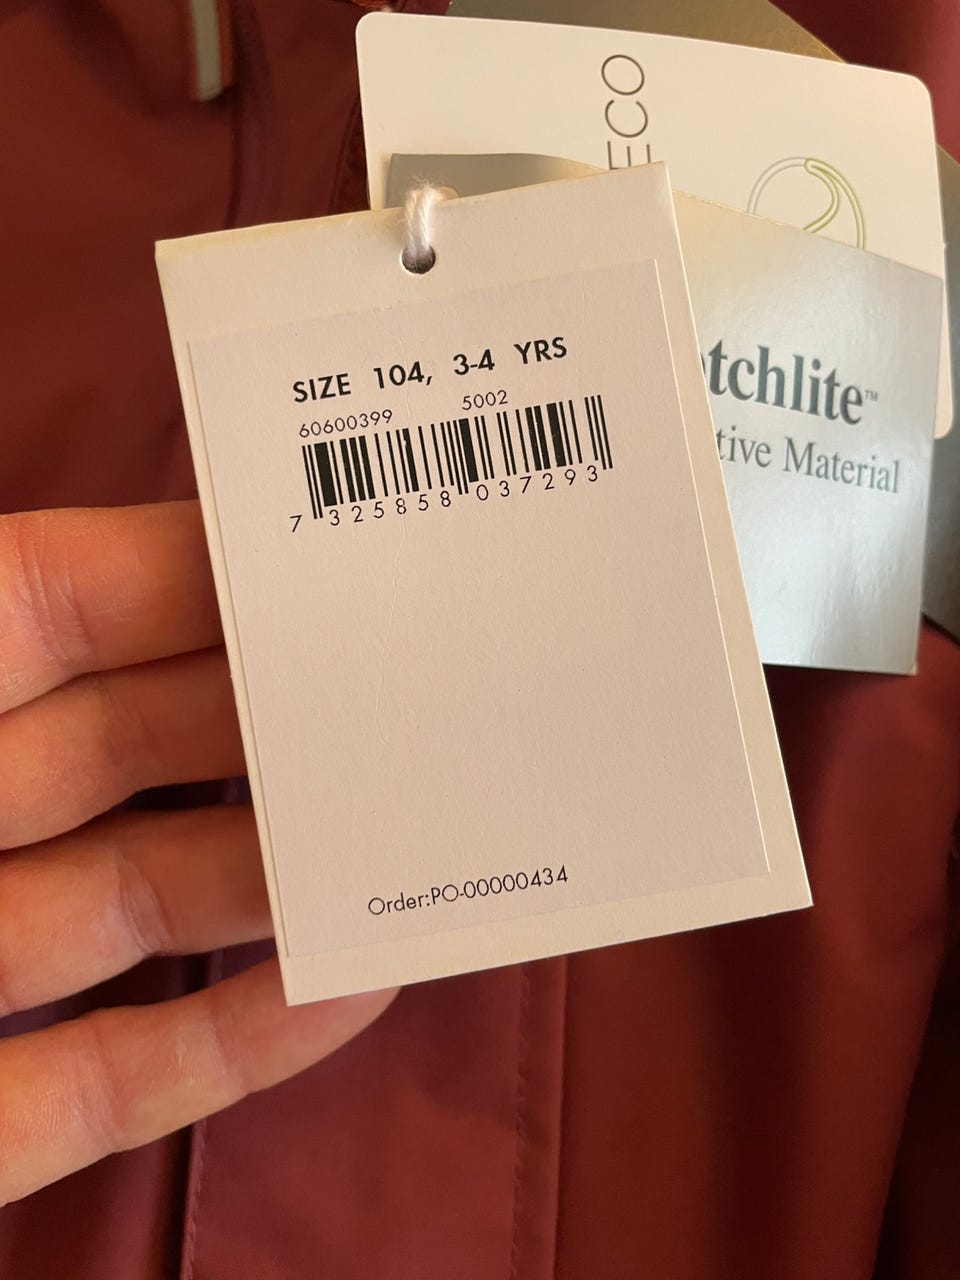 ECO
tchlite™
tive Material
SIZE 104, 3-4 YRS
60600399 5002
7 325858 037293
Order:PO-00000434